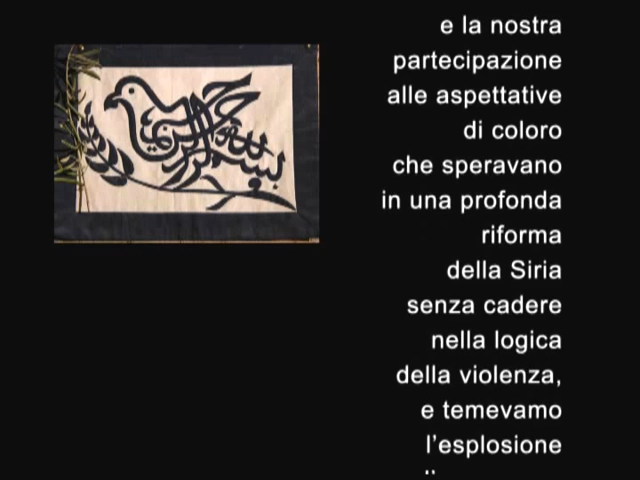 بسم الله الرحمن الرحيم
e la nostra
partecipazione
alle aspettative
di coloro
che speravano
in una profonda
riforma
della Siria
senza cadere
nella logica
della violenza,
e temevamo
l'esplosione